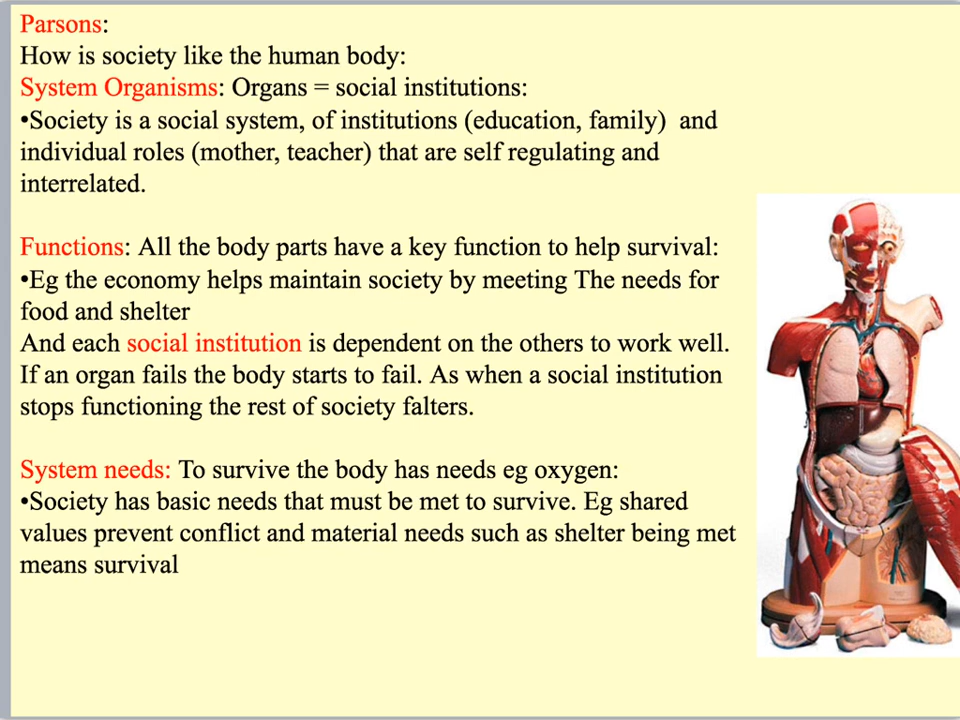 Parsons:
How is society like the human body:
System Organisms: Organs = social institutions:
•Society is a social system, of institutions (education, family)  and
individual roles (mother, teacher) that are self regulating and
interrelated.
Functions: All the body parts have a key function to help survival:
•Eg the economy helps maintain society by meeting The needs for
food and shelter
And each social institution is dependent on the others to work well.
If an organ fails the body starts to fail. As when a social institution
stops functioning the rest of society falters.
System needs: To survive the body has needs eg oxygen:
•Society has basic needs that must be met to survive. Eg shared
values prevent conflict and material needs such as shelter being met
means survival